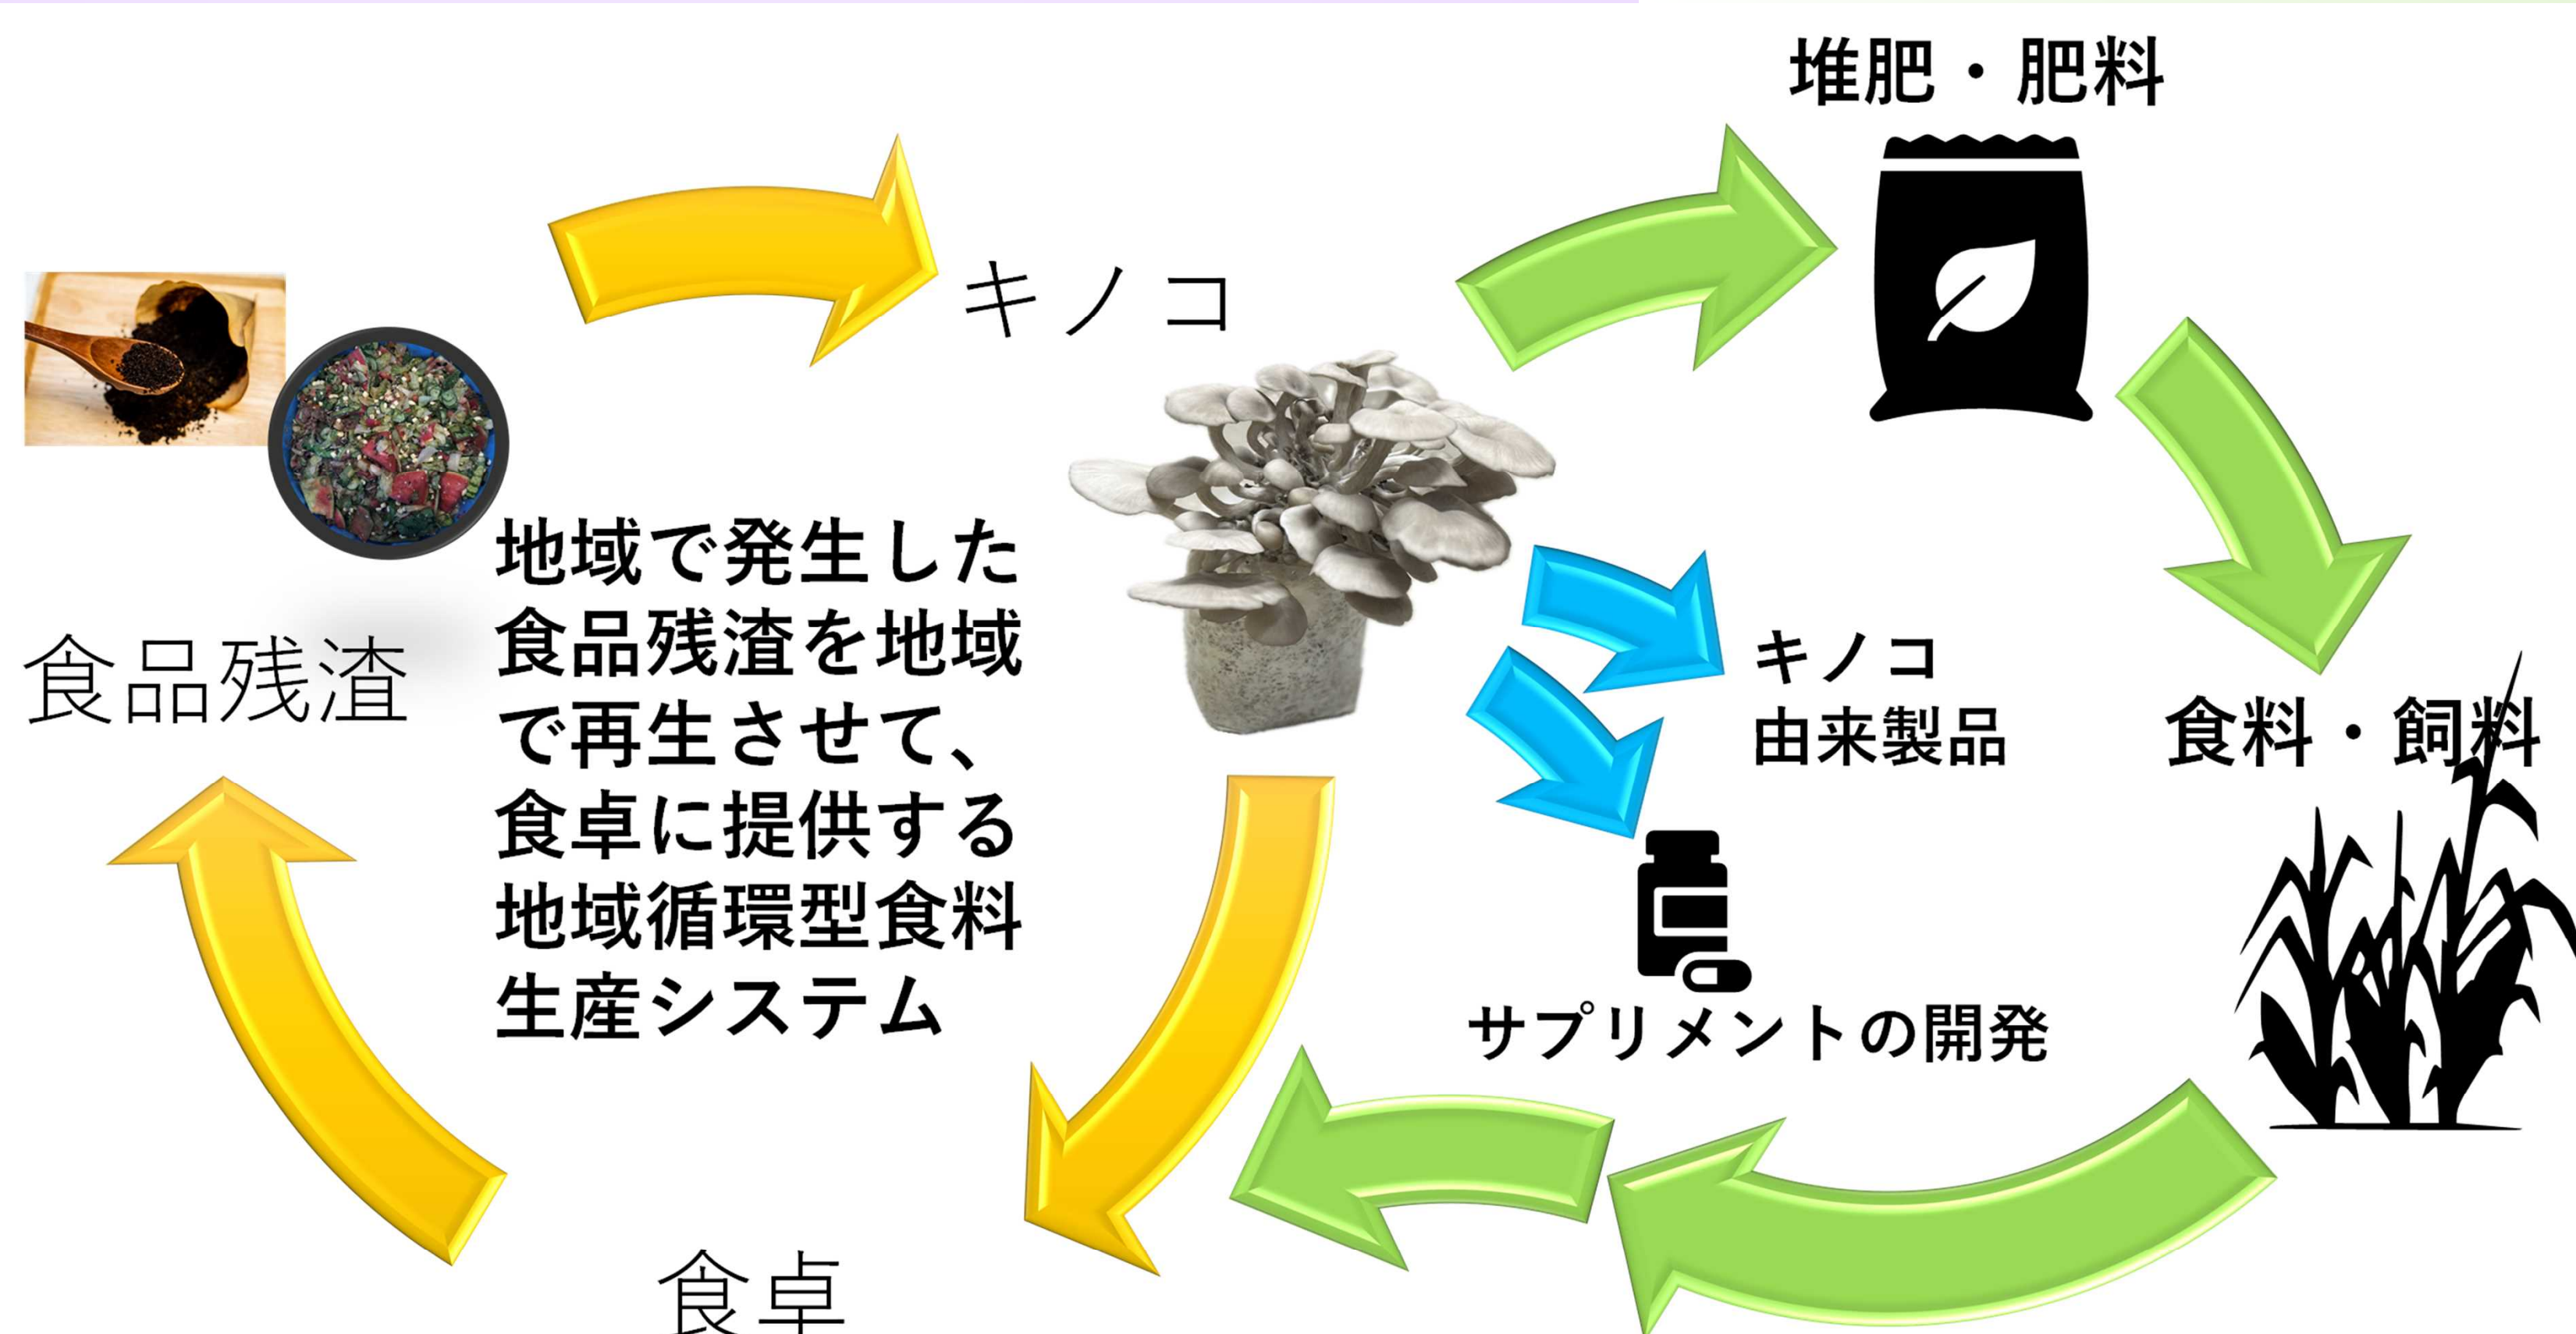 堆肥・肥料
キノコ
食品残渣
地域で発生した
食品残渣を地域
で再生させて、
食卓に提供する
地域循環型食料
生産システム
キノコ
由来製品
食料・飼料
サプリメントの開発
食卓